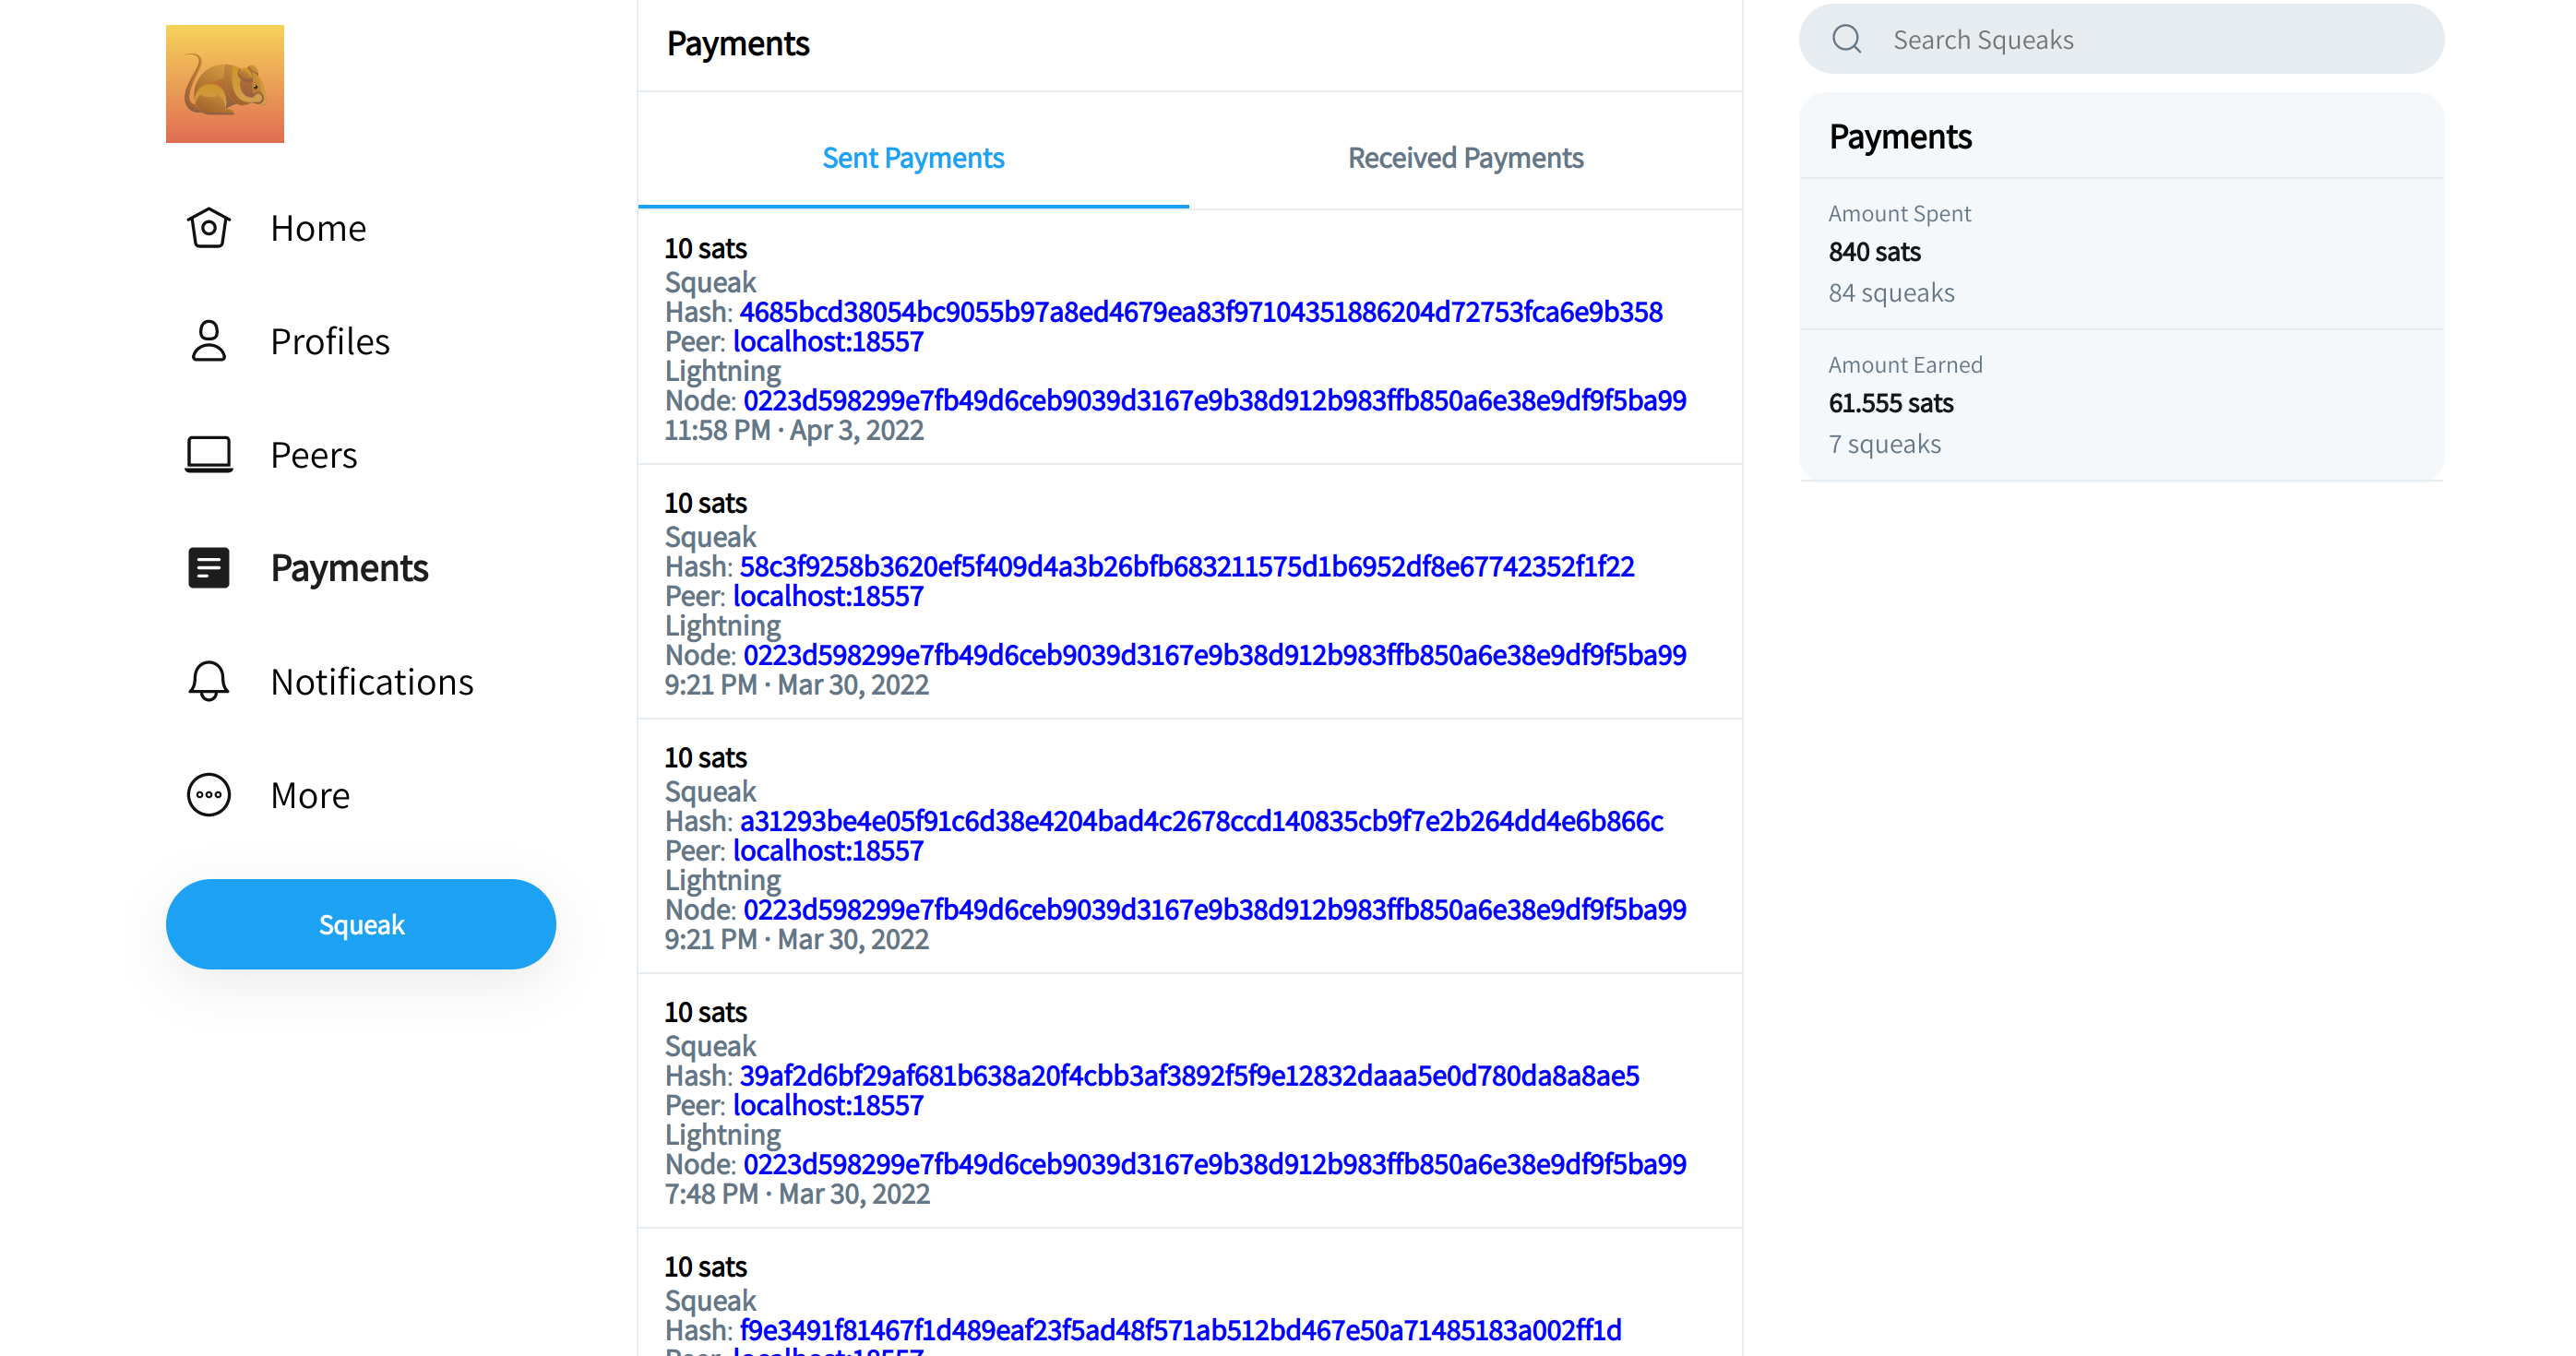 Home
Profiles
Peers
Payments
Notifications
More
Squeak
Payments
Sent Payments
Received Payments
10 sats
Squeak
Hash: 4685bcd38054bc9055b97a8ed4679ea83f97104351886204d72753fca6e9b358
Peer: localhost:18557
Lightning
Node: 0223d598299e7fb49d6ceb9039d3167e9b38d912b983ffb850a6e38e9df9f5ba99
11:58 PM · Apr 3, 2022
10 sats
Squeak
Hash: 58c3f9258b3620ef5f409d4a3b26bfb683211575d1b6952df8e67742352f1f22
Peer: localhost:18557
Lightning
Node: 0223d598299e7fb49d6ceb9039d3167e9b38d912b983ffb850a6e38e9df9f5ba99
9:21 PM · Mar 30, 2022
10 sats
Squeak
Hash: a31293be4e05f91c6d38e4204bad4c2678ccd140835cb9f7e2b264dd4e6b866c
Peer: localhost:18557
Lightning
Node: 0223d598299e7fb49d6ceb9039d3167e9b38d912b983ffb850a6e38e9df9f5ba99
9:21 PM · Mar 30, 2022
10 sats
Squeak
Hash: 39af2d6bf29af681b638a20f4cbb3af3892f5f9e12832daaa5e0d780da8a8ae5
Peer: localhost:18557
Lightning
Node: 0223d598299e7fb49d6ceb9039d3167e9b38d912b983ffb850a6e38e9df9f5ba99
7:48 PM · Mar 30, 2022
10 sats
Squeak
Hash: f9e3491f81467f1d489eaf23f5ad48f571ab512bd467e50a71485183a002ff1d
Peer: localhost:18557
Search Squeaks
Payments
Amount Spent
840 sats
84 squeaks
Amount Earned
61.555 sats
7 squeaks